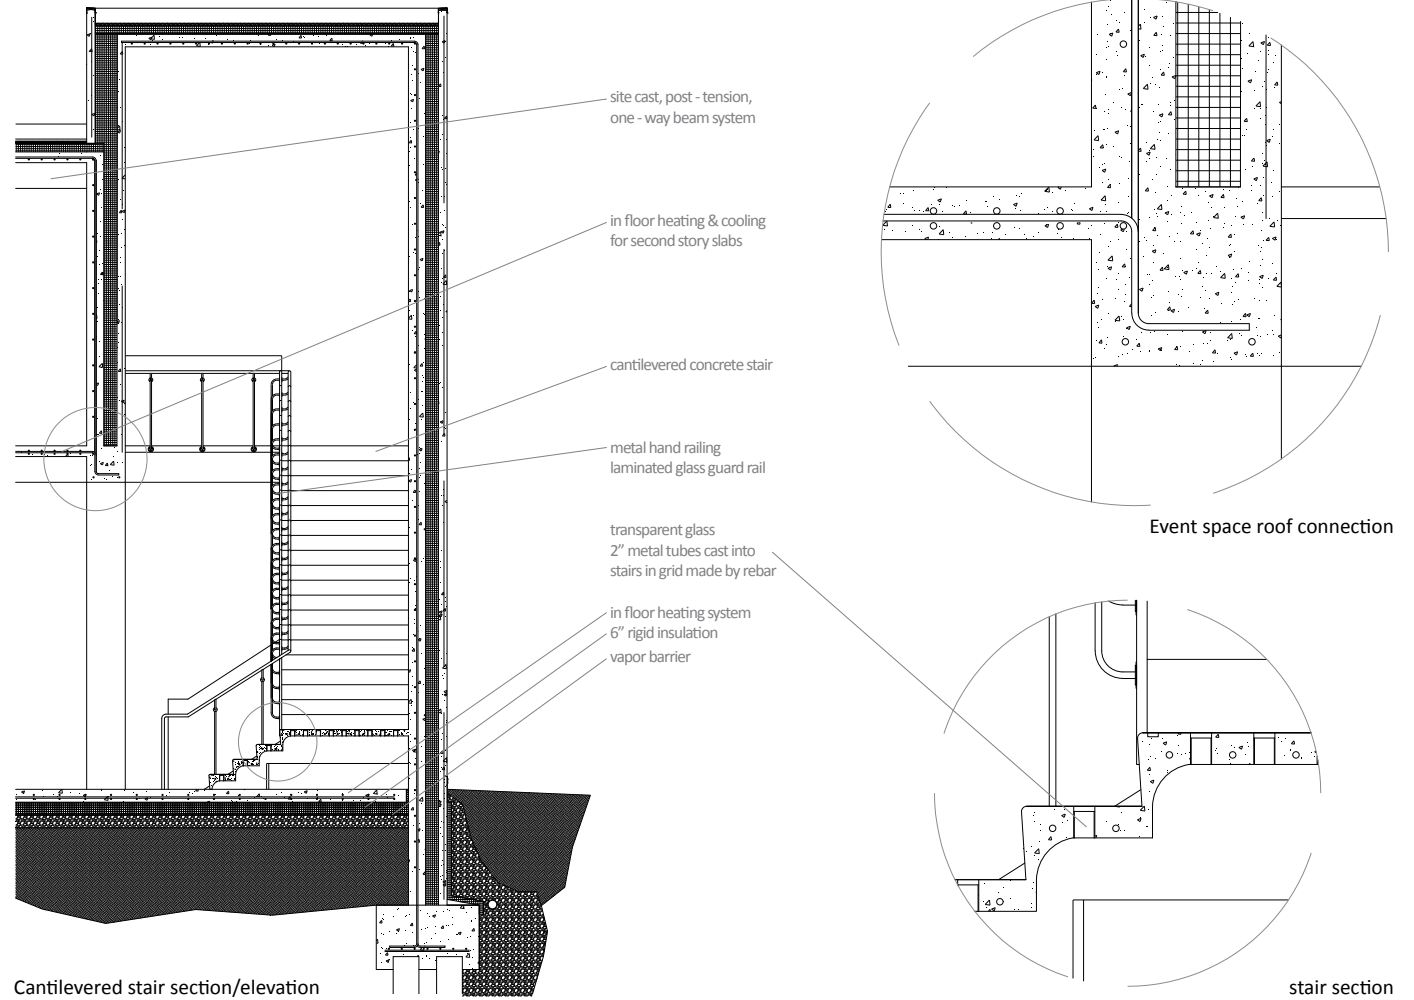 site cast, post - tension,
one - way beam system
in floor heating & cooling
for second story slabs
cantilevered concrete stair
metal hand railing
laminated glass guard rail
transparent glass
2” metal tubes cast into
stairs in grid made by rebar
in floor heating system
6” rigid insulation
vapor barrier
Event space roof connection
Cantilevered stair section/elevation
stair section